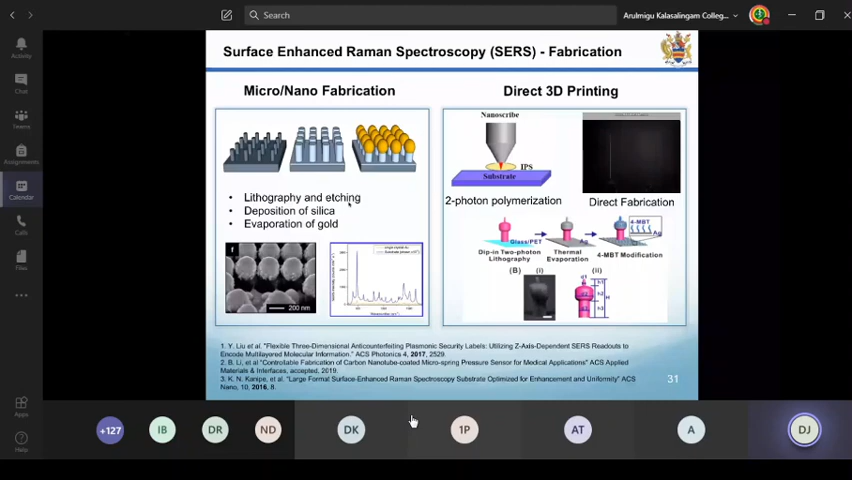 Search
Arulmigu Kalasalingam Colleg...
Activity
Chat
Teams
Assignments
Calendar
Calls
Files
Apps
Help
Surface Enhanced Raman Spectroscopy (SERS) - Fabrication
Micro/Nano Fabrication
• Lithography and etching
• Deposition of silica
• Evaporation of gold
f
200 nm
Direct 3D Printing
Nanoscribe
IPS
Substrate
2-photon polymerization
Direct Fabrication
Glass/PET
Ag
4-MBT
Ag
Dip-in Two-photon
Lithography
Thermal
Evaporation
4-MBT Modification
(B) (i) (ii)
H
1. Y. Liu et al. "Flexible Three-Dimensional Anticounterfeiting Plasmonic Security Labels: Utilizing Z-Axis-Dependent SERS Readouts to
Encode Multilayered Molecular Information." ACS Photonics 4, 2017, 2529.
2. B. Li, et al "Controllable Fabrication of Carbon Nanotube-coated Micro-spring Pressure Sensor for Medical Applications" ACS Applied
Materials & Interfaces, accepted, 2019.
3. K. N. Kanipe, et al. "Large Format Surface-Enhanced Raman Spectroscopy Substrate Optimized for Enhancement and Uniformity" ACS
Nano, 10, 2016, 8.
31
+127
IB
DR
ND
DK
1P
AT
A
DJ